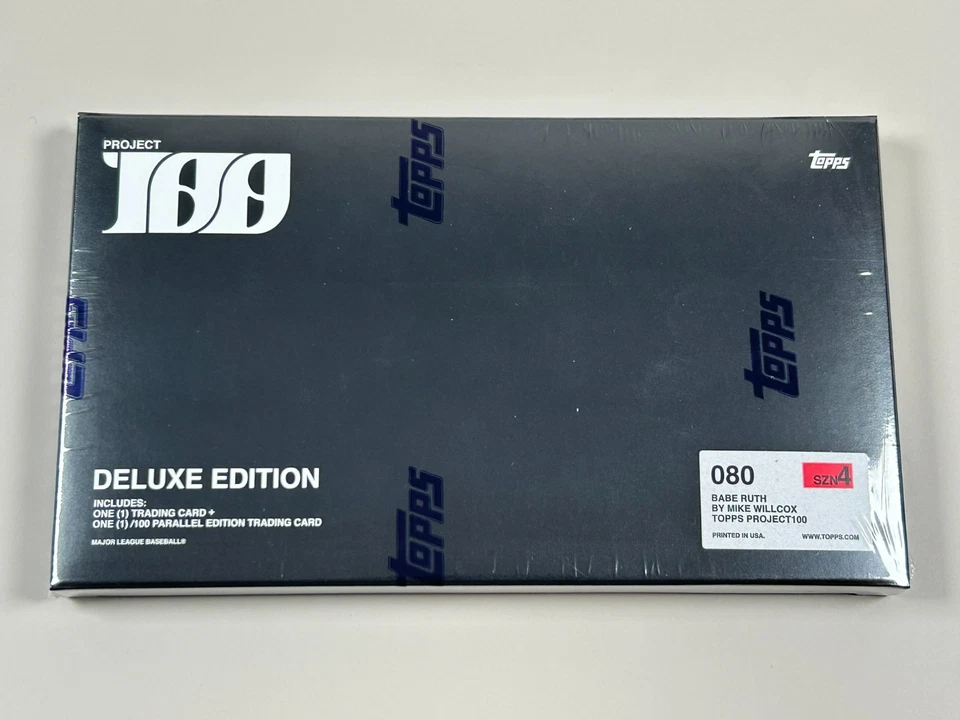 PROJECT
100
topps
topps
topps
DELUXE EDITION
INCLUDES:
ONE (1) TRADING CARD +
ONE (1) /100 PARALLEL EDITION TRADING CARD
MAJOR LEAGUE BASEBALL®
topps
080 SZN4
BABE RUTH
BY MIKE WILLCOX
TOPPS PROJECT100
PRINTED IN USA. WWW.TOPPS.COM